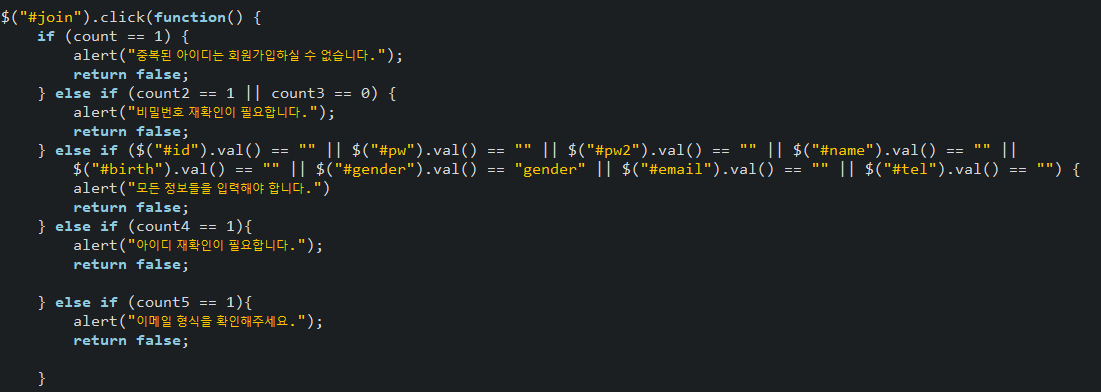 $("#join").click(function() {
    if (count == 1) {
        alert("중복된 아이디는 회원가입하실 수 없습니다.");
        return false;
    } else if (count2 == 1 || count3 == 0) {
        alert("비밀번호 재확인이 필요합니다.");
        return false;
    } else if ($("#id").val() == "" || $("#pw").val() == "" || $("#pw2").val() == "" || $("#name").val() == "" ||
        $("#birth").val() == "" || $("#gender").val() == "gender" || $("#email").val() == "" || $("#tel").val() == "") {
        alert("모든 정보들을 입력해야 합니다.")
        return false;
    } else if (count4 == 1){
        alert("아이디 재확인이 필요합니다.");
        return false;

    } else if (count5 == 1){
        alert("이메일 형식을 확인해주세요.");
        return false;

    }